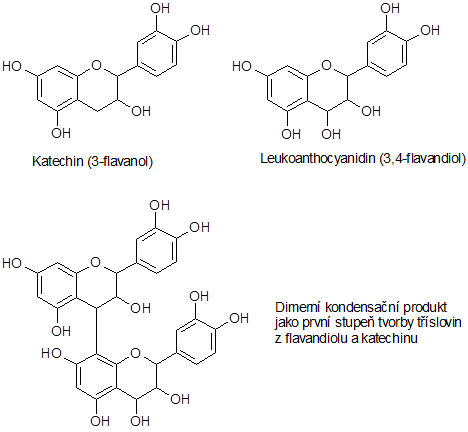 OH
OH
HO
O
OH
OH
Katechin (3-flavanol)
OH
OH
HO
O
OH
OH
OH
Leukoanthocyanidin (3,4-flavandiol)
OH
OH
HO
O
OH
OH
OH
OH
HO
O
OH
OH
OH
Dimerní kondensační produkt
jako první stupeň tvorby tříslovin
z flavandiolu a katechinu